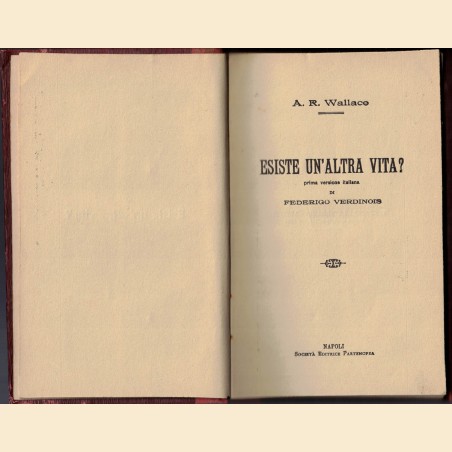 A. R. Wallace
ESISTE UN'ALTRA VITA?
prima versione italiana
DI
FEDERIGO VERDINOIS
NAPOLI
SOCIETÀ EDITRICE PARTENOPEA